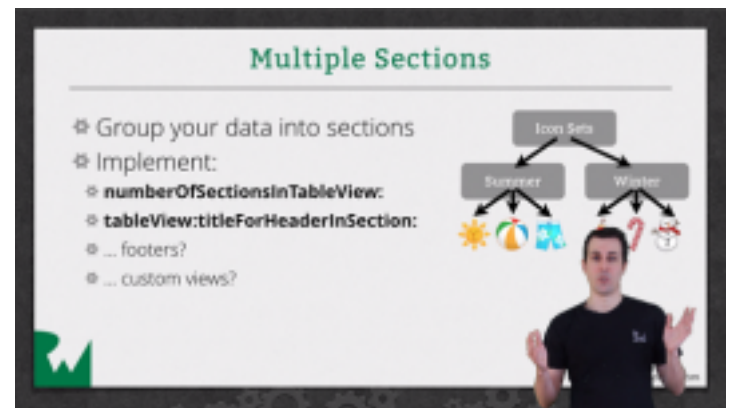 Multiple Sections
Group your data into sections
Implement:
numberOfSectionsInTableView:
tableView:titleForHeaderInSection:
... footers?
... custom views?
Icon Sets
Summer
Winter